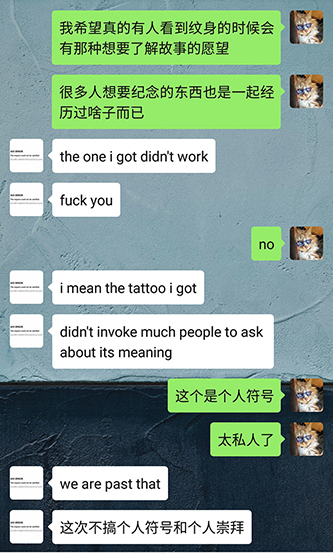 我希望真的有人看到纹身的时候会
有那种想要了解故事的愿望
很多人想要纪念的东西也是一起经
历过啥子而已
the one i got didn't work
fuck you
no
i mean the tattoo i got
didn't invoke much people to ask
about its meaning
这个是个人符号
太私人了
we are past that
这次不搞个人符号和个人崇拜